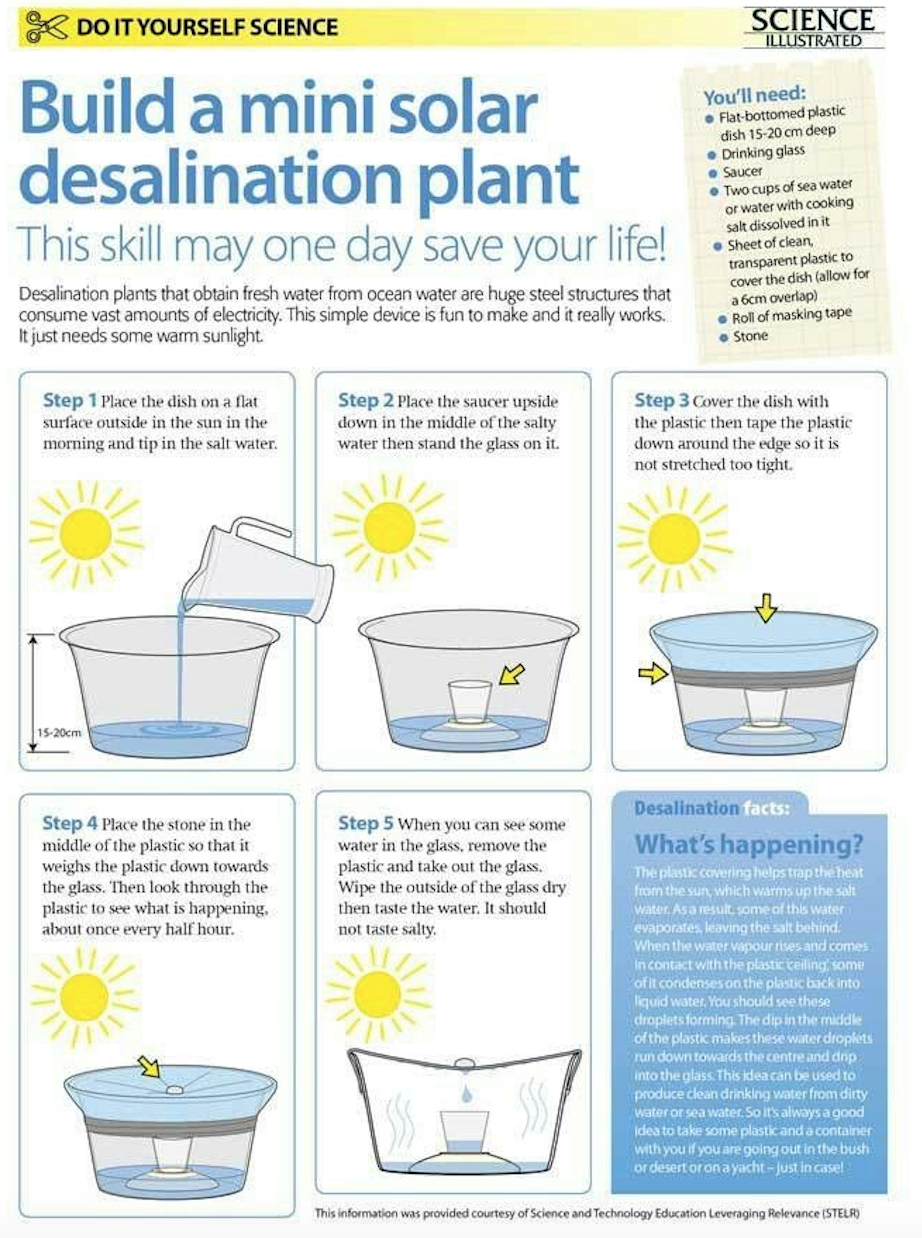 DO IT YOURSELF SCIENCE
SCIENCE
ILLUSTRATED
Build a mini solar
desalination plant
This skill may one day save your life!
Desalination plants that obtain fresh water from ocean water are huge steel structures that
consume vast amounts of electricity. This simple device is fun to make and it really works.
It just needs some warm sunlight.
You'll need:
● Flat-bottomed plastic
dish 15-20 cm deep
● Drinking glass
● Saucer
● Two cups of sea water
or water with cooking
salt dissolved in it
● Sheet of clean,
transparent plastic to
cover the dish (allow for
a 6cm overlap)
● Roll of masking tape
● Stone
Step 1 Place the dish on a flat
surface outside in the sun in the
morning and tip in the salt water.
15-20cm
Step 2 Place the saucer upside
down in the middle of the salty
water then stand the glass on it.
Step 3 Cover the dish with
the plastic then tape the plastic
down around the edge so it is
not stretched too tight.
Step 4 Place the stone in the
middle of the plastic so that it
weighs the plastic down towards
the glass. Then look through the
plastic to see what is happening,
about once every half hour.
Step 5 When you can see some
water in the glass, remove the
plastic and take out the glass.
Wipe the outside of the glass dry
then taste the water. It should
not taste salty.
Desalination facts:
What's happening?
The plastic covering helps trap the heat
from the sun, which warms up the salt
water. As a result, some of this water
evaporates, leaving the salt behind.
When the water vapour rises and comes
in contact with the plastic 'ceiling', some
of it condenses on the plastic back into
liquid water. You should see these
droplets forming. The dip in the middle
of the plastic makes these water droplets
run down towards the centre and drip
into the glass. This idea can be used to
produce clean drinking water from dirty
water or sea water. So it's always a good
idea to take some plastic and a container
with you if you are going out in the bush
or desert or on a yacht – just in case!
This information was provided courtesy of Science and Technology Education Leveraging Relevance (STELR)